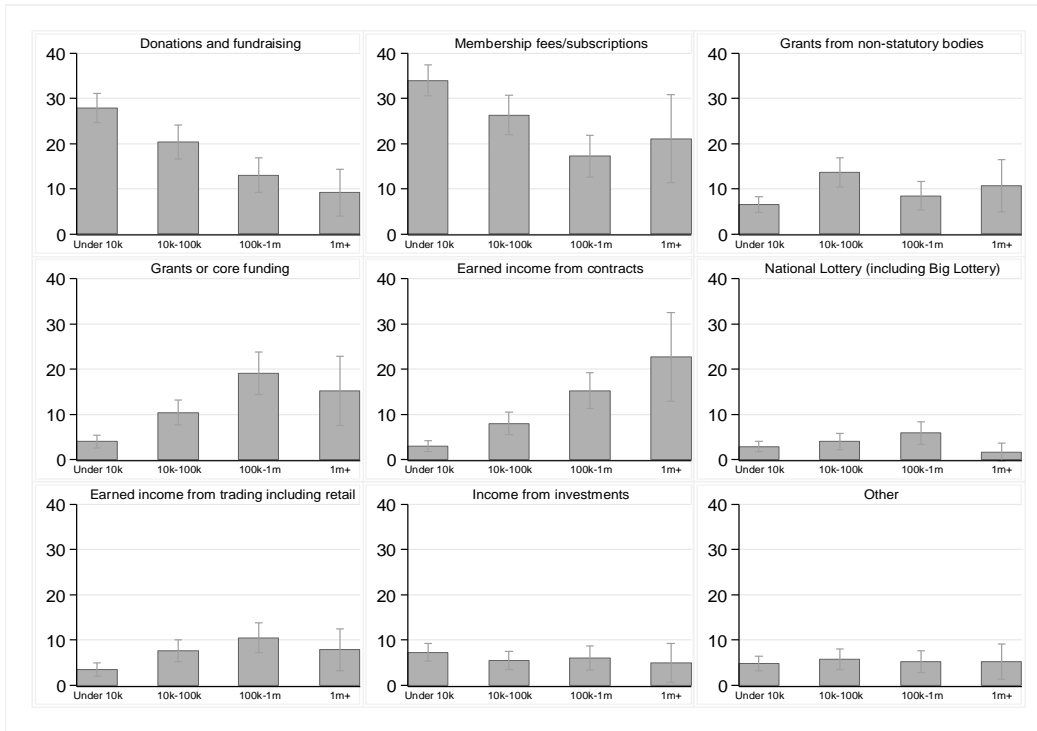 Donations and fundraising
40
30
20
10
0
Under 10k 10k-100k 100k-1m 1m+
Membership fees/subscriptions
40
30
20
10
0
Under 10k 10k-100k 100k-1m 1m+
Grants from non-statutory bodies
40
30
20
10
0
Under 10k 10k-100k 100k-1m 1m+
Grants or core funding
40
30
20
10
0
Under 10k 10k-100k 100k-1m 1m+
Earned income from contracts
40
30
20
10
0
Under 10k 10k-100k 100k-1m 1m+
National Lottery (including Big Lottery)
40
30
20
10
0
Under 10k 10k-100k 100k-1m 1m+
Earned income from trading including retail
40
30
20
10
0
Under 10k 10k-100k 100k-1m 1m+
Income from investments
40
30
20
10
0
Under 10k 10k-100k 100k-1m 1m+
Other
40
30
20
10
0
Under 10k 10k-100k 100k-1m 1m+